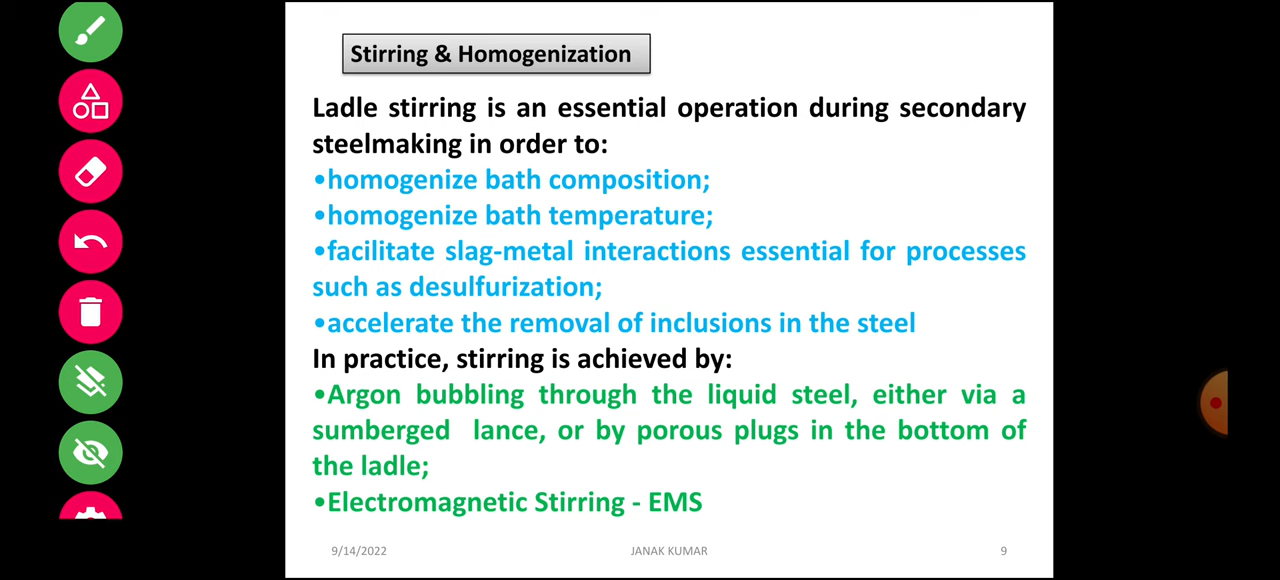 Stirring & Homogenization
Ladle stirring is an essential operation during secondary
steelmaking in order to:
•homogenize bath composition;
•homogenize bath temperature;
•facilitate slag-metal interactions essential for processes
such as desulfurization;
•accelerate the removal of inclusions in the steel
In practice, stirring is achieved by:
•Argon bubbling through the liquid steel, either via a
sumberged lance, or by porous plugs in the bottom of
the ladle;
•Electromagnetic Stirring - EMS
9/14/2022 JANAK KUMAR 9